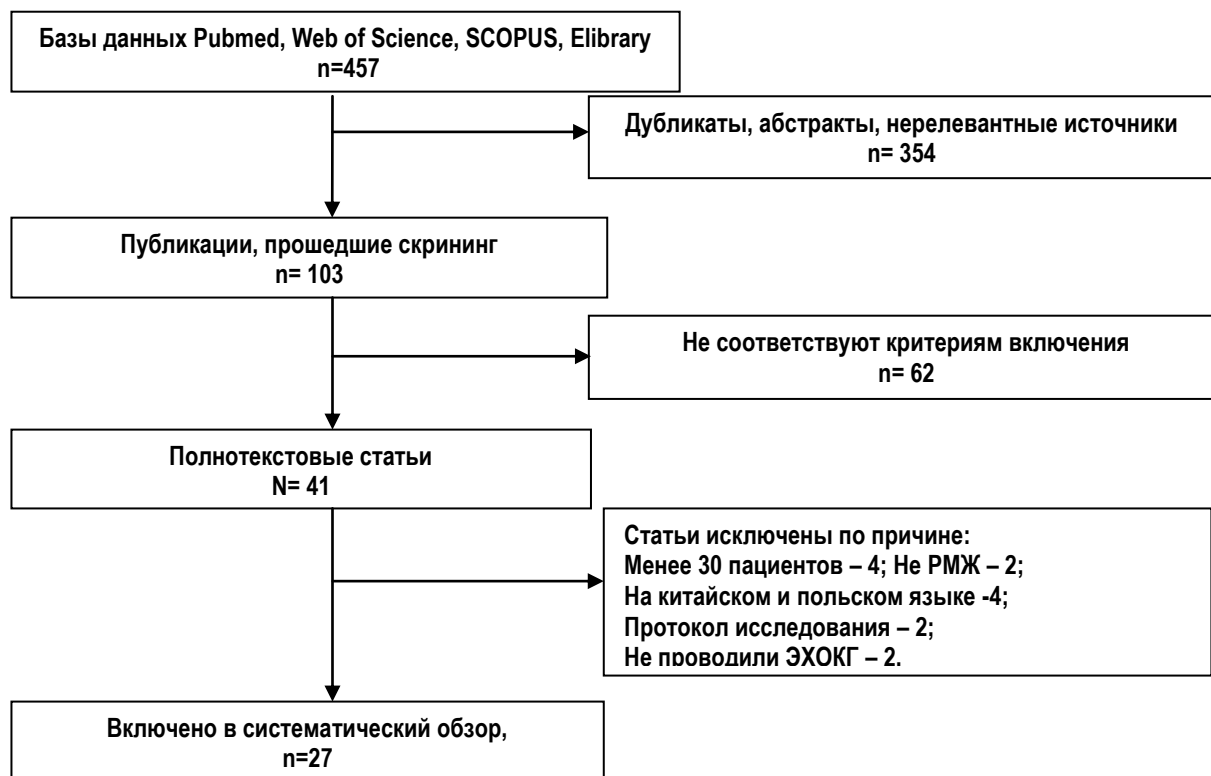 Базы данных Pubmed, Web of Science, SCOPUS, Elibrary
n=457
Дубликаты, абстракты, нерелевантные источники
n= 354
Публикации, прошедшие скрининг
n= 103
Не соответствуют критериям включения
n= 62
Полнотекстовые статьи
N= 41
Статьи исключены по причине:
Менее 30 пациентов – 4; Не РМЖ – 2;
На китайском и польском языке -4;
Протокол исследования – 2;
Не проводили ЭХОКГ – 2.
Включено в систематический обзор,
n=27